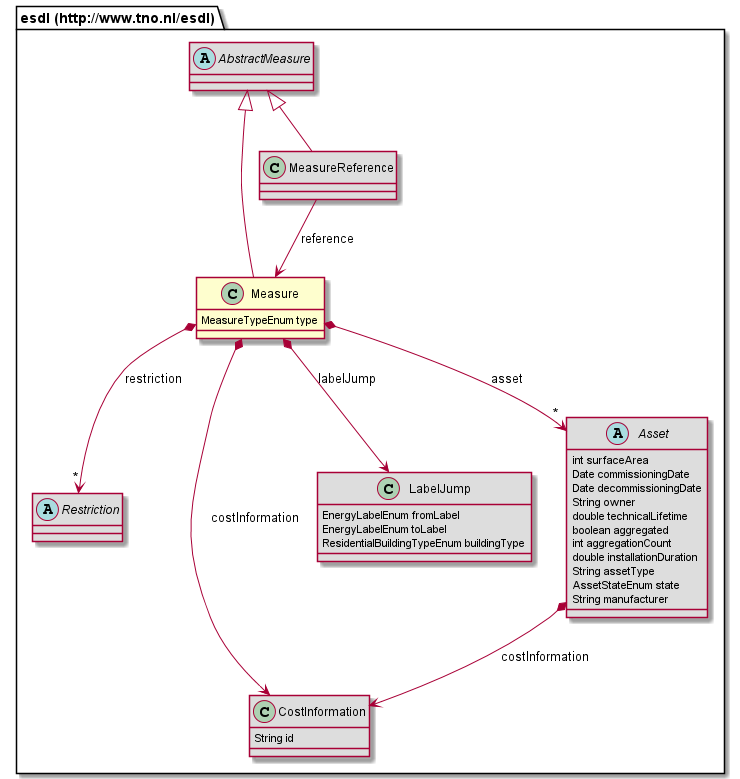 esdl (http://www.tno.nl/esdl)
A AbstractMeasure
C MeasureReference
reference
C Measure
MeasureTypeEnum type
restriction
labelJump
asset
*
*
A Restriction
costInformation
C LabelJump
EnergyLabelEnum fromLabel
EnergyLabelEnum toLabel
ResidentialBuildingTypeEnum buildingType
A Asset
int surfaceArea
Date commissioningDate
Date decommissioningDate
String owner
double technicalLifetime
boolean aggregated
int aggregationCount
double installationDuration
String assetType
AssetStateEnum state
String manufacturer
costInformation
C CostInformation
String id